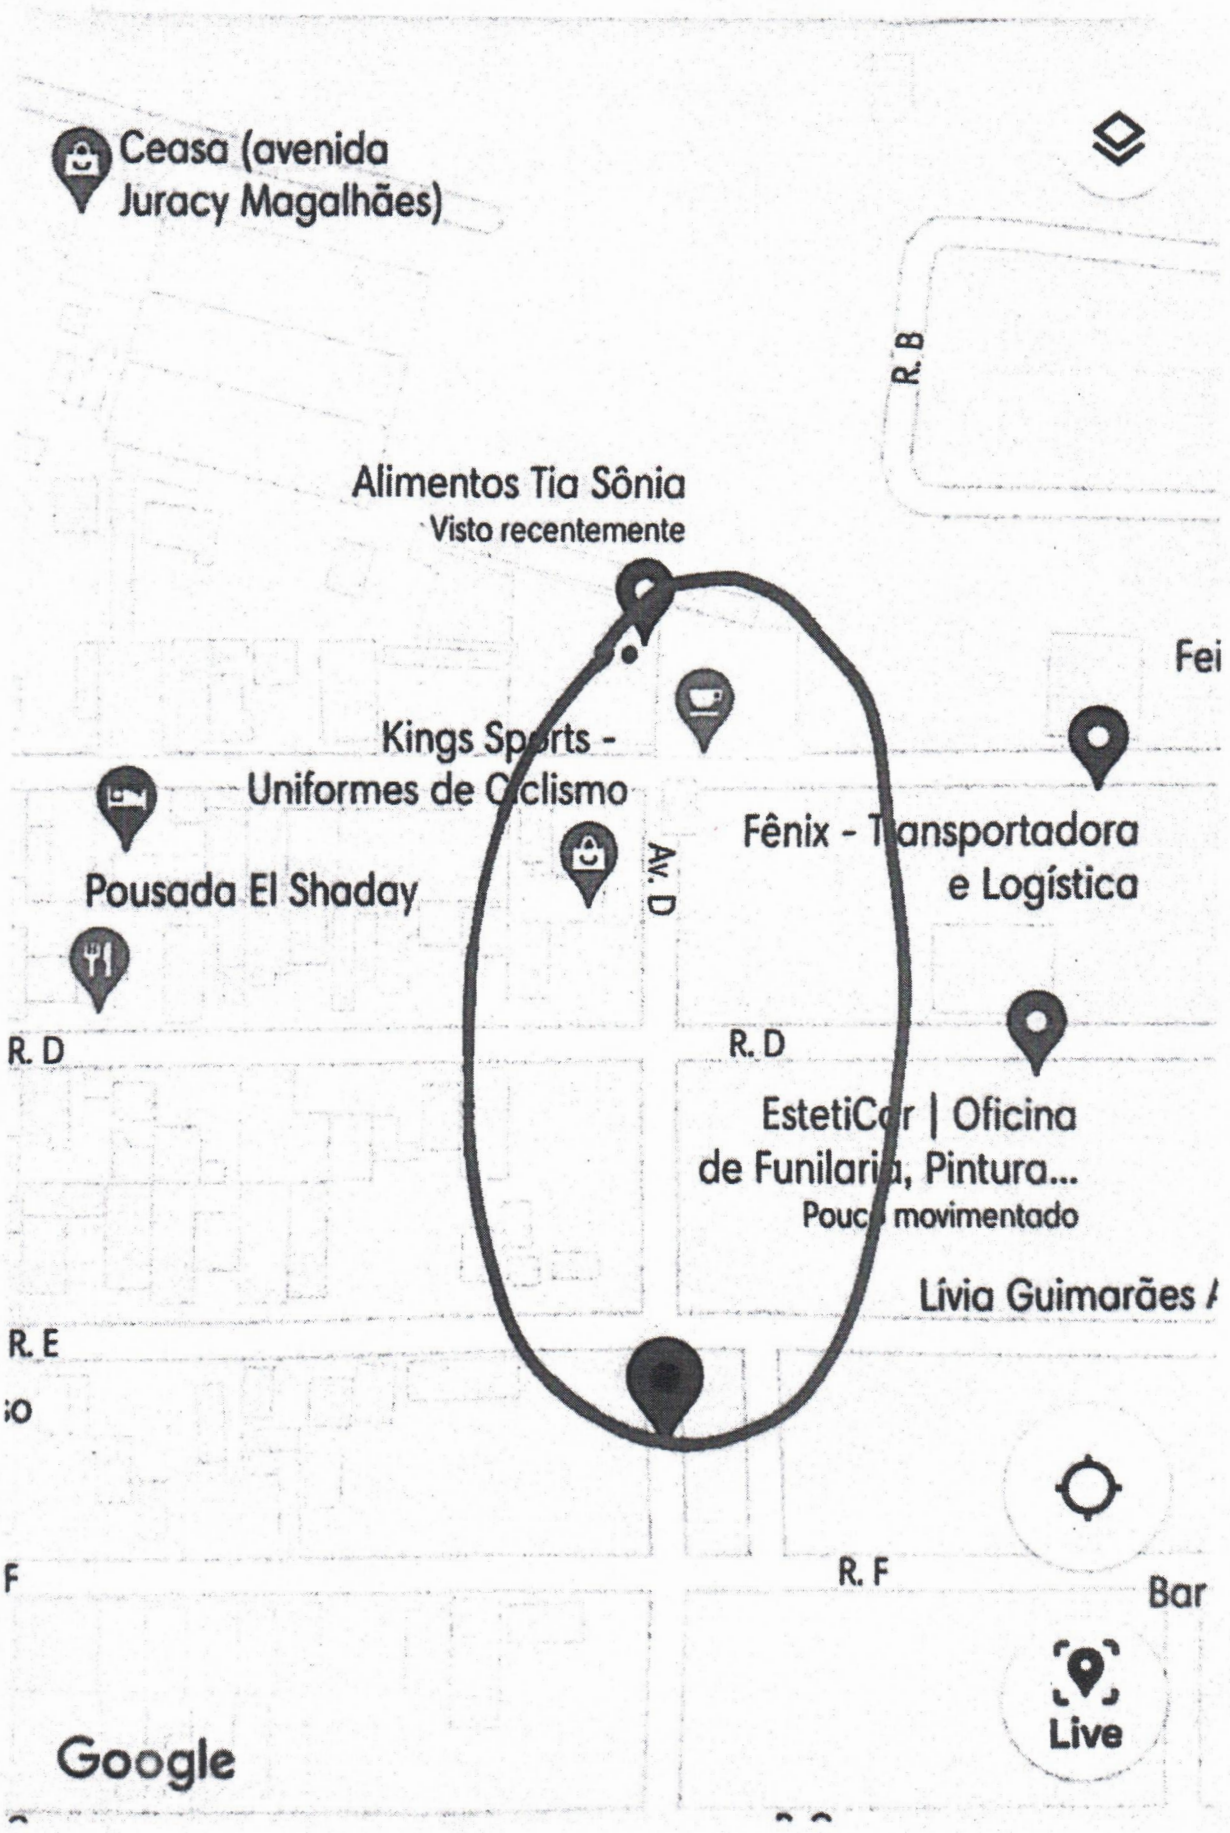 Ceasa (avenida
Juracy Magalhães)
R. B
Alimentos Tia Sônia
Visto recentemente
Fei
Kings Sports -
Uniformes de Ciclismo
Fênix - Transportadora
e Logística
Av. D
Pousada El Shaday
R. D
R. D
EstetiCar | Oficina
de Funilaria, Pintura...
Pouco movimentado
Lívia Guimarães
R. E
so
F
R. F
Bar
Live
Google